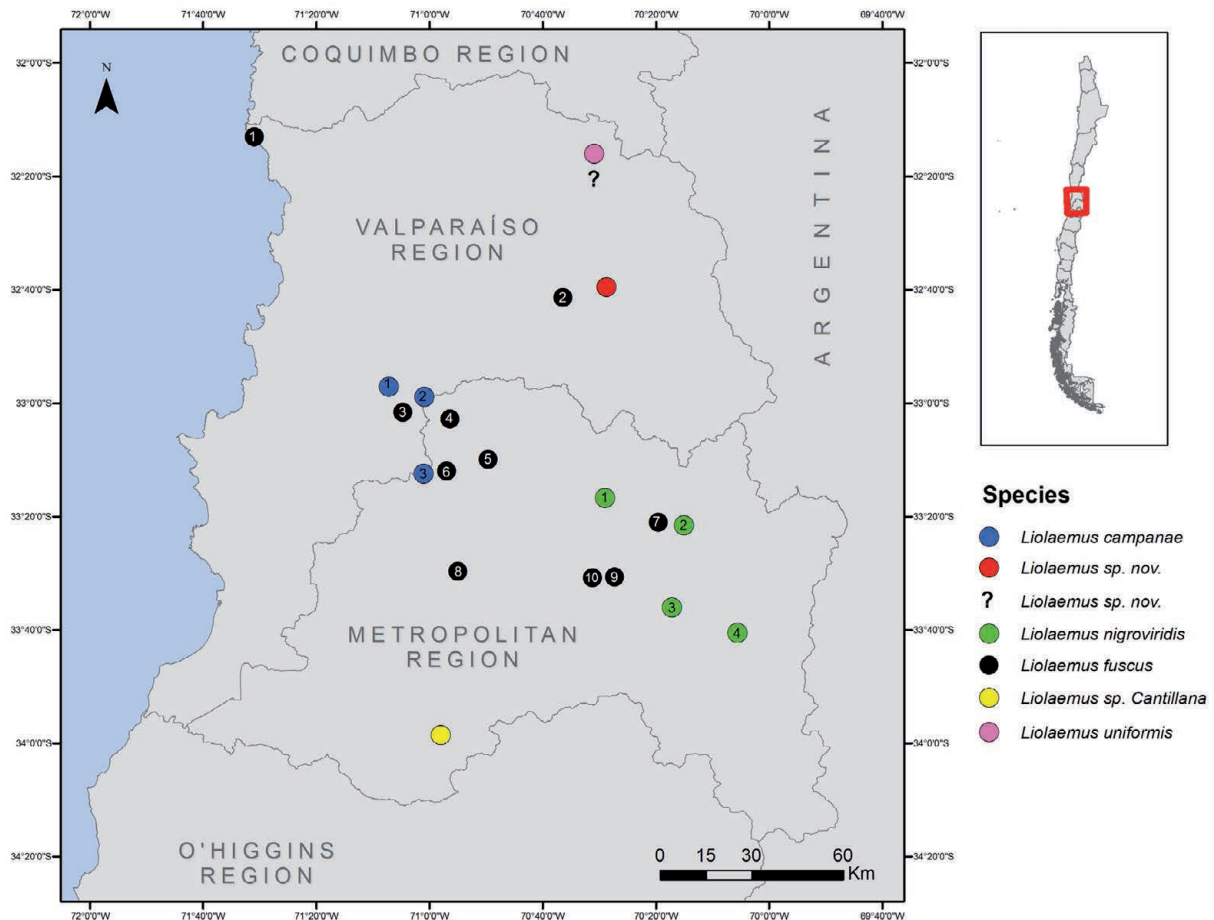 72°0'0"W 71°40'0"W 71°20'0"W 71°0'0"W 70°40'0"W 70°20'0"W 70°0'0"W 69°40'0"W
32°0'0"S COQUIMBO REGION 32°0'0"S
N
1
32°20'0"S ? 32°20'0"S
VALPARAÍSO
REGION
ARGENTINA
32°40'0"S 2 32°40'0"S
1 2
33°0'0"S 3 4 33°0'0"S
5
3 6
1
33°20'0"S 7 2 33°20'0"S
8 10 9
3
33°40'0"S METROPOLITAN 4 33°40'0"S
REGION
34°0'0"S 34°0'0"S
O'HIGGINS
REGION
34°20'0"S 34°20'0"S
0 15 30 60
Km
72°0'0"W 71°40'0"W 71°20'0"W 71°0'0"W 70°40'0"W 70°20'0"W 70°0'0"W 69°40'0"W
Species
Liolaemus campanae
Liolaemus sp. nov.
? Liolaemus sp. nov.
Liolaemus nigroviridis
Liolaemus fuscus
Liolaemus sp. Cantillana
Liolaemus uniformis